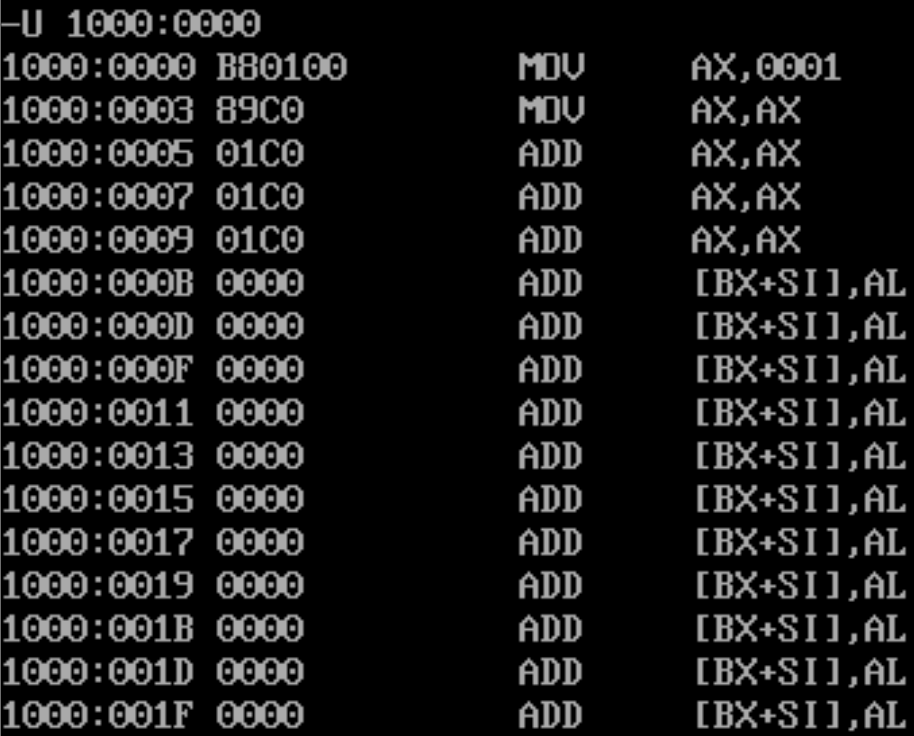 -U 1000:0000
1000:0000 B80100 MOV AX,0001
1000:0003 89C0 MOV AX,AX
1000:0005 01C0 ADD AX,AX
1000:0007 01C0 ADD AX,AX
1000:0009 01C0 ADD AX,AX
1000:000B 0000 ADD [BX+SI],AL
1000:000D 0000 ADD [BX+SI],AL
1000:000F 0000 ADD [BX+SI],AL
1000:0011 0000 ADD [BX+SI],AL
1000:0013 0000 ADD [BX+SI],AL
1000:0015 0000 ADD [BX+SI],AL
1000:0017 0000 ADD [BX+SI],AL
1000:0019 0000 ADD [BX+SI],AL
1000:001B 0000 ADD [BX+SI],AL
1000:001D 0000 ADD [BX+SI],AL
1000:001F 0000 ADD [BX+SI],AL